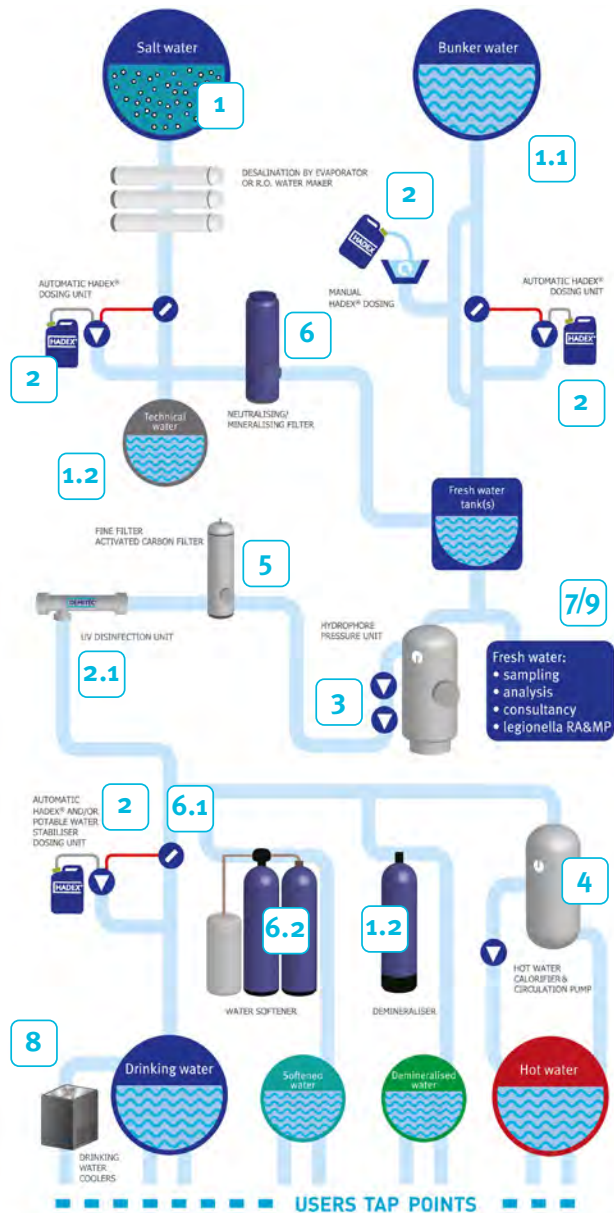 Salt water
Bunker water
1
1.1
DESALINATION BY EVAPORATOR
OR R.O. WATER MAKER
2
MANUAL
HADEX® DOSING
AUTOMATIC HADEX®
DOSING UNIT
HADEX®
2
AUTOMATIC HADEX®
DOSING UNIT
HADEX®
2
6
NEUTRALISING/
MINERALISING FILTER
Technical
water
1.2
Fresh water
tank(s)
FINE FILTER
ACTIVATED CARBON FILTER
5
UV DISINFECTION UNIT
2.1
HYDROPHORE
PRESSURE UNIT
3
7/9
Fresh water:
• sampling
• analysis
• consultancy
• legionella RA&MP
AUTOMATIC
HADEX® AND/OR
POTABLE WATER
STABILISER
DOSING UNIT
HADEX®
2
6.1
6.2
WATER SOFTENER
1.2
DEMINERALISER
4
HOT WATER
CALORIFIER &
CIRCULATION PUMP
8
DRINKING
WATER
COOLERS
Drinking water
Softened
water
Demineralised
water
Hot water
USERS TAP POINTS